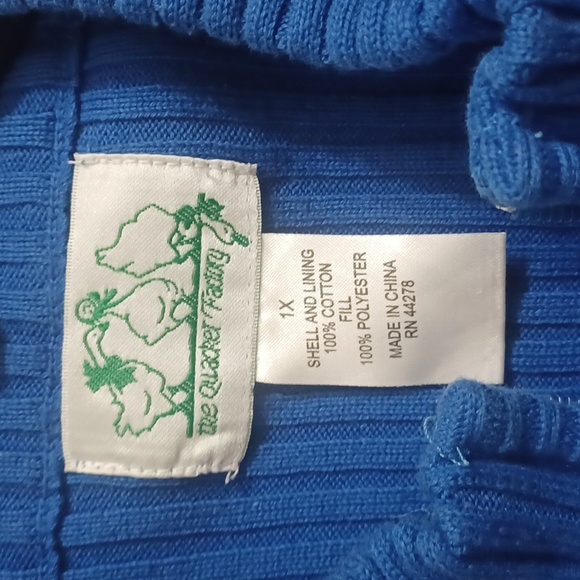 The Quacker Factory
1X
SHELL AND LINING
100% COTTON
FILL
100% POLYESTER
MADE IN CHINA
RN 44278